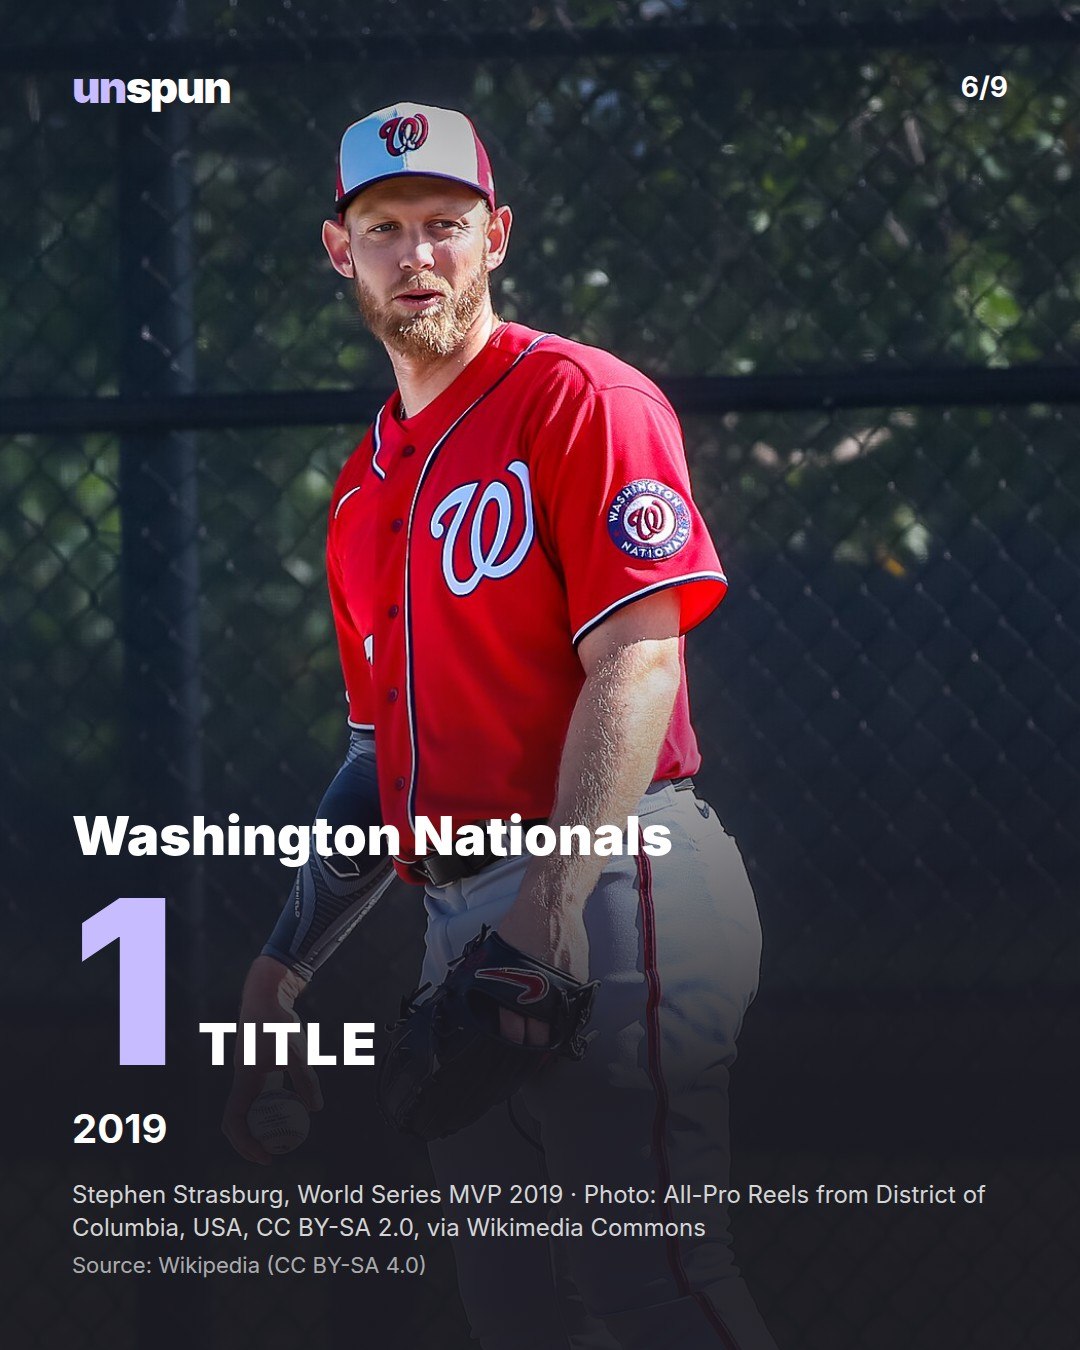 unspun
6/9
W
W
WASHINGTON
W
NATIONALS
Washington Nationals
1 TITLE
2019
Stephen Strasburg, World Series MVP 2019 · Photo: All-Pro Reels from District of
Columbia, USA, CC BY-SA 2.0, via Wikimedia Commons
Source: Wikipedia (CC BY-SA 4.0)